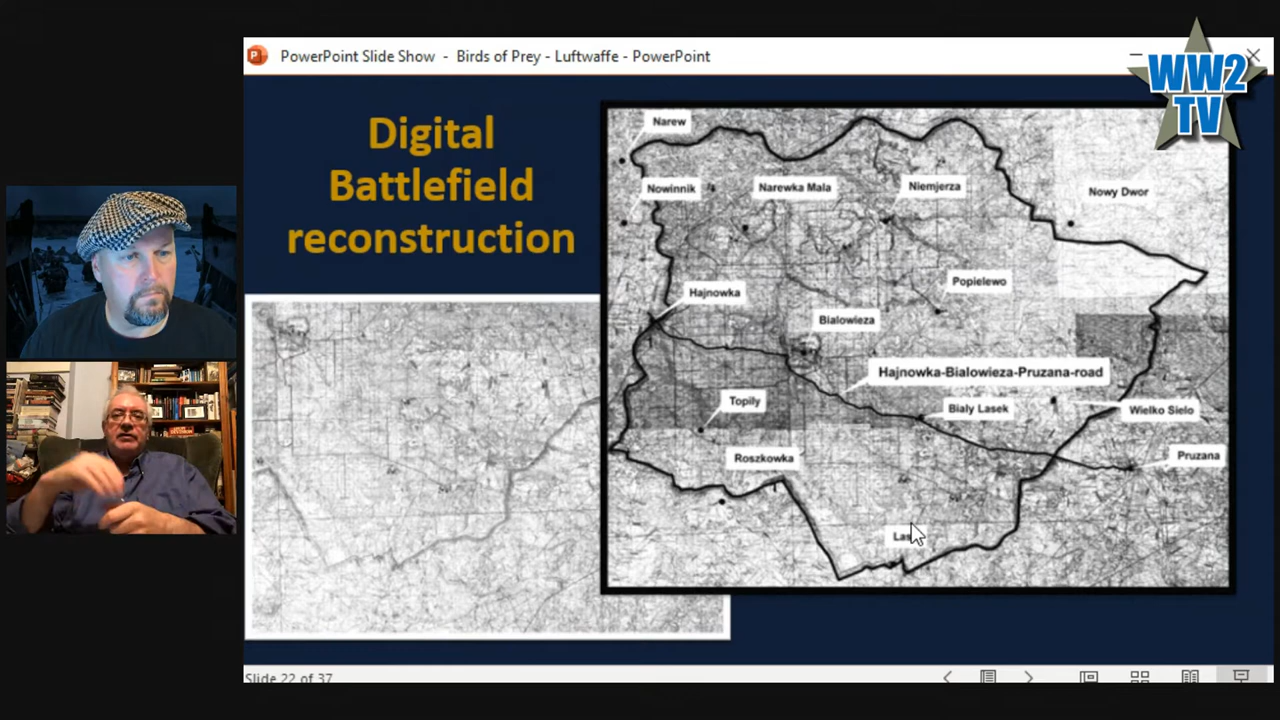 PowerPoint Slide Show - Birds of Prey - Luftwaffe - PowerPoint
WW2
TV
Digital
Battlefield
reconstruction
Narew
Nowinnik
Narewka Mala
Niemjerza
Nowy Dwor
Hajnowka
Popielewo
Bialowieza
Hajnowka-Bialowieza-Pruzana-road
Topily
Bialy Lasek
Wielko Sielo
Roszkowka
Pruzana
Slide 22 of 37